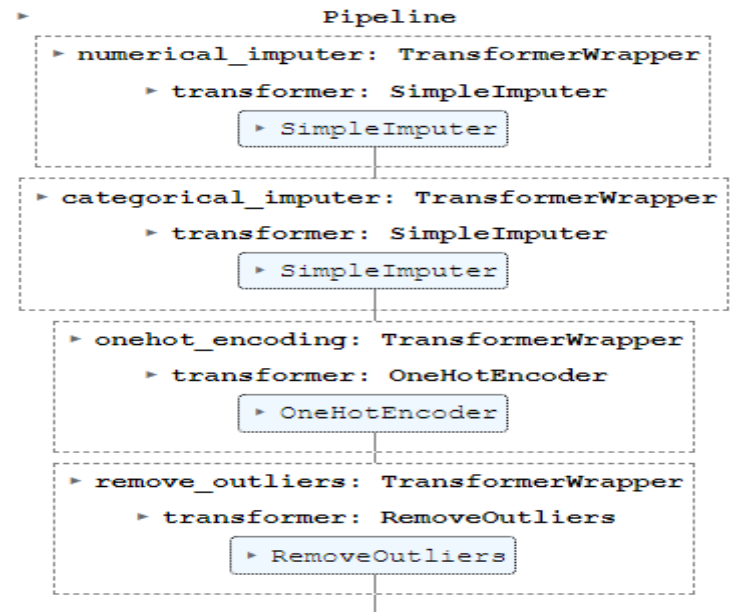 Pipeline
numerical_imputer: TransformerWrapper
transformer: SimpleImputer
SimpleImputer
categorical_imputer: TransformerWrapper
transformer: SimpleImputer
SimpleImputer
onehot_encoding: TransformerWrapper
transformer: OneHotEncoder
OneHotEncoder
remove_outliers: TransformerWrapper
transformer: RemoveOutliers
RemoveOutliers